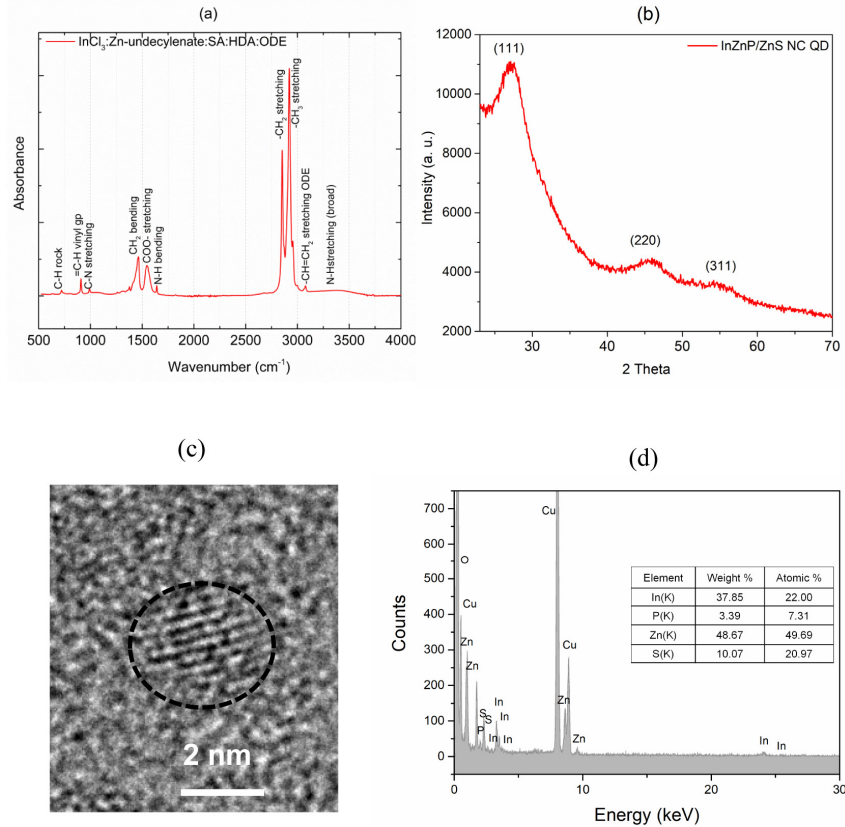 (a)
InCl₃:Zn-undecylenate:SA:HDA:ODE
Absorbance
C-H rock
=C-H vinyl gp
C-N stretching
CH₂ bending
COO- stretching
N-H bending
-CH₂ stretching
-CH₃ stretching
-CH=CH2 stretching ODE
N-Hstretching (broad)
500 1000 1500 2000 2500 3000 3500 4000
Wavenumber (cm⁻¹)
(b)
InZnP/ZnS NC QD
Intensity (a. u.)
12000
10000
8000
6000
4000
2000
(111)
(220)
(311)
30 40 50 60 70
2 Theta
(c)
2 nm
(d)
Counts
700
600
500
400
300
200
100
0
O
Cu
Zn
Zn
P
S
S
In
In
In
In
Cu
Cu
Zn
Zn
In
In
Element Weight % Atomic %
In(K) 37.85 22.00
P(K) 3.39 7.31
Zn(K) 48.67 49.69
S(K) 10.07 20.97
0 10 20 30
Energy (keV)